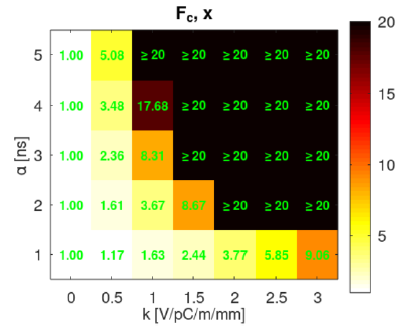 F_c, x
5 1.00 5.08 ≥ 20 ≥ 20 ≥ 20 ≥ 20 ≥ 20
4 1.00 3.48 17.68 ≥ 20 ≥ 20 ≥ 20 ≥ 20
3 1.00 2.36 8.31 ≥ 20 ≥ 20 ≥ 20 ≥ 20
2 1.00 1.61 3.67 8.67 ≥ 20 ≥ 20 ≥ 20
1 1.00 1.17 1.63 2.44 3.77 5.85 9.06
0 0.5 1 1.5 2 2.5 3
k [V/pC/m/mm]
α [ns]
20
15
10
5